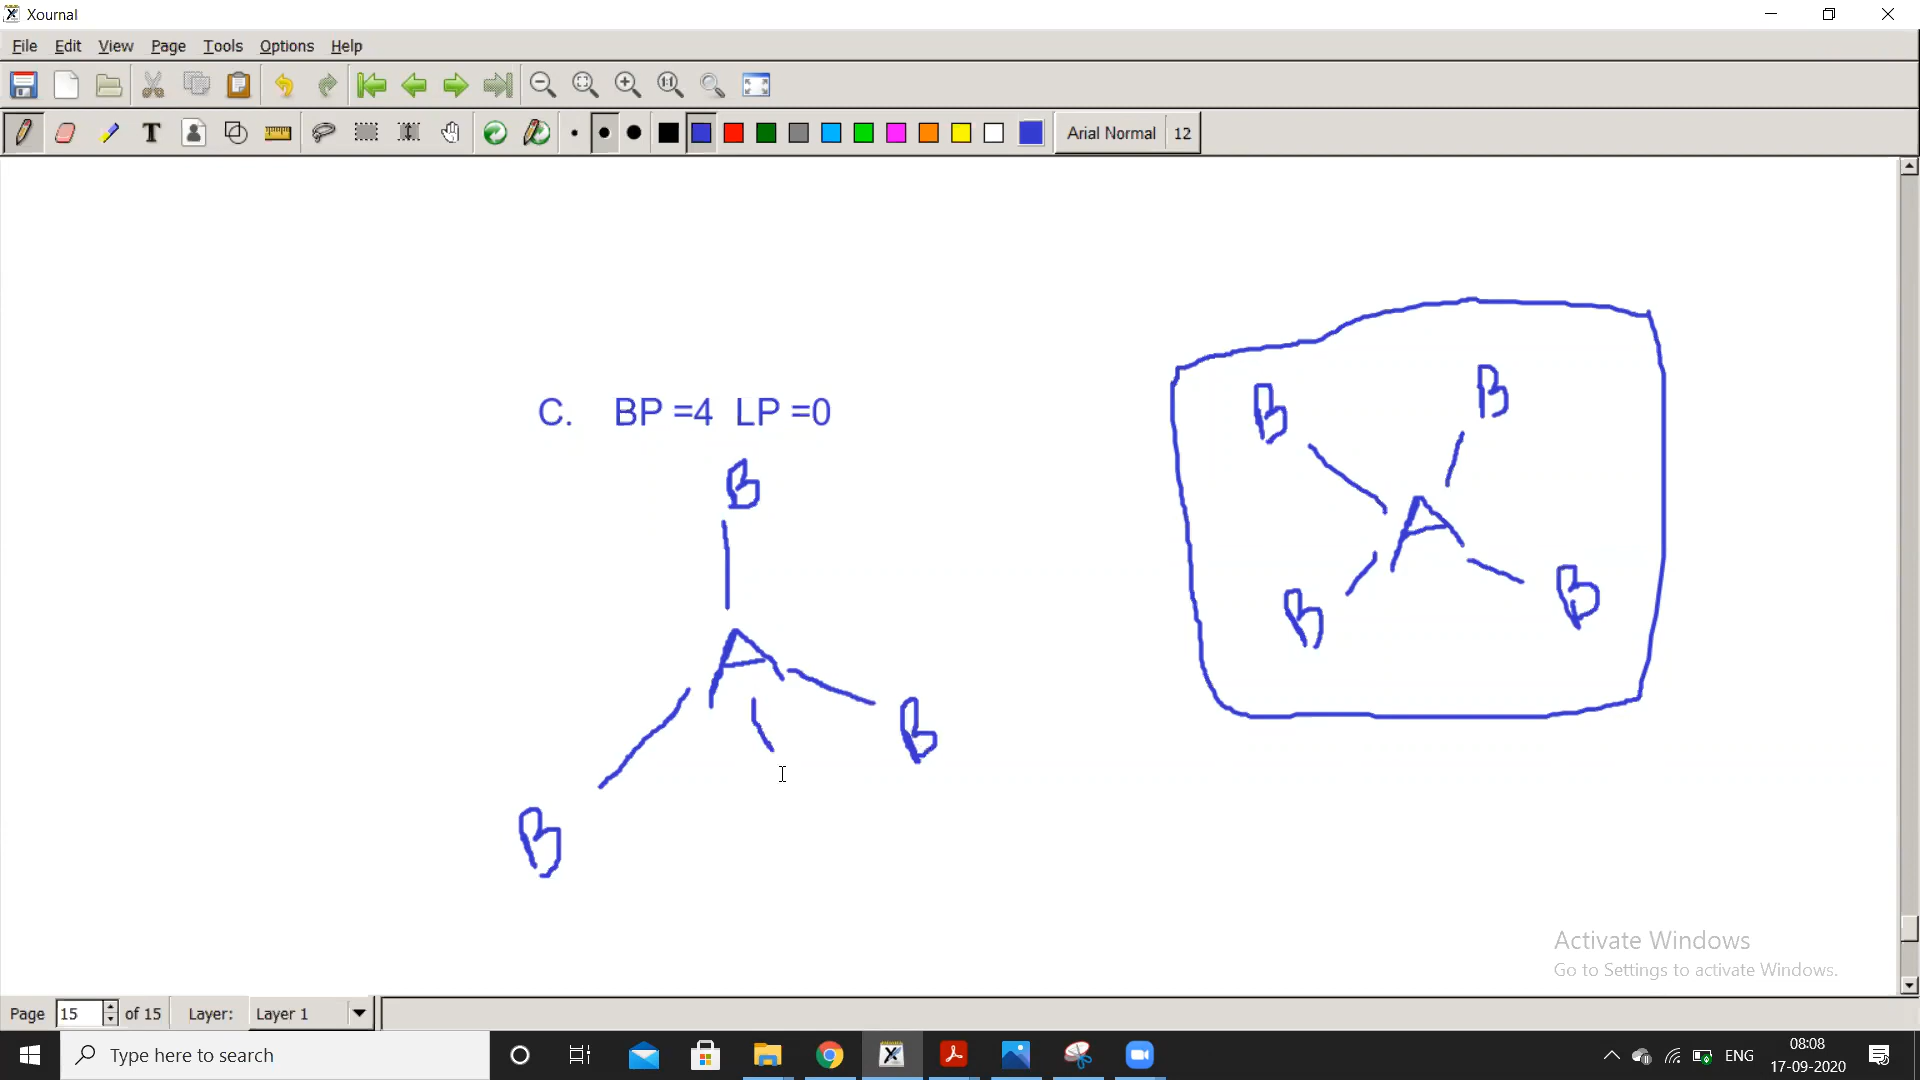 Xournal
File Edit View Page Tools Options Help
T 1:1 Arial Normal 12
C. BP =4 LP =0
B
A
B
B
B B
A
B B
Activate Windows
Go to Settings to activate Windows.
Page 15 of 15 Layer: Layer 1
Type here to search
ENG
08:08
17-09-2020